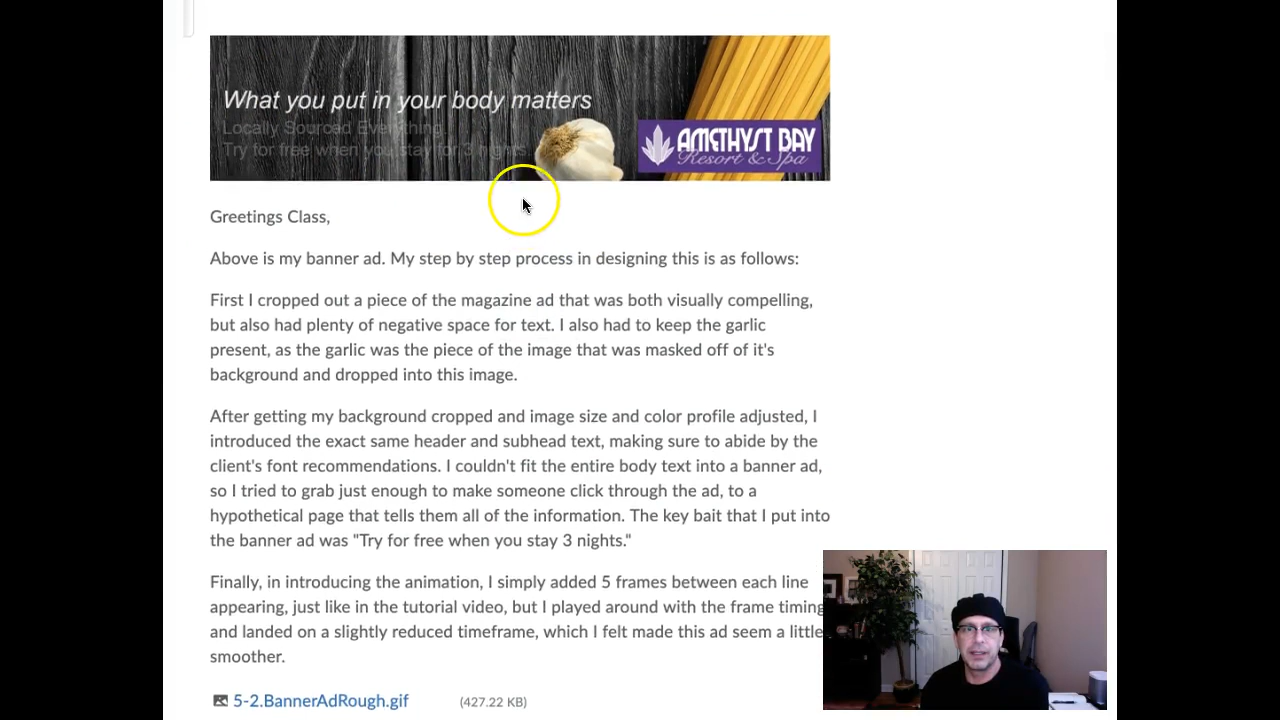 What you put in your body matters
Locally Sourced Everything.
Try for free when you stay for 3 nights.
AMETHYST BAY
Resort & Spa
Greetings Class,
Above is my banner ad. My step by step process in designing this is as follows:
First I cropped out a piece of the magazine ad that was both visually compelling,
but also had plenty of negative space for text. I also had to keep the garlic
present, as the garlic was the piece of the image that was masked off of it's
background and dropped into this image.
After getting my background cropped and image size and color profile adjusted, I
introduced the exact same header and subhead text, making sure to abide by the
client's font recommendations. I couldn't fit the entire body text into a banner ad,
so I tried to grab just enough to make someone click through the ad, to a
hypothetical page that tells them all of the information. The key bait that I put into
the banner ad was "Try for free when you stay 3 nights."
Finally, in introducing the animation, I simply added 5 frames between each line
appearing, just like in the tutorial video, but I played around with the frame timing
and landed on a slightly reduced timeframe, which I felt made this ad seem a little
smoother.
5-2.BannerAdRough.gif (427.22 KB)